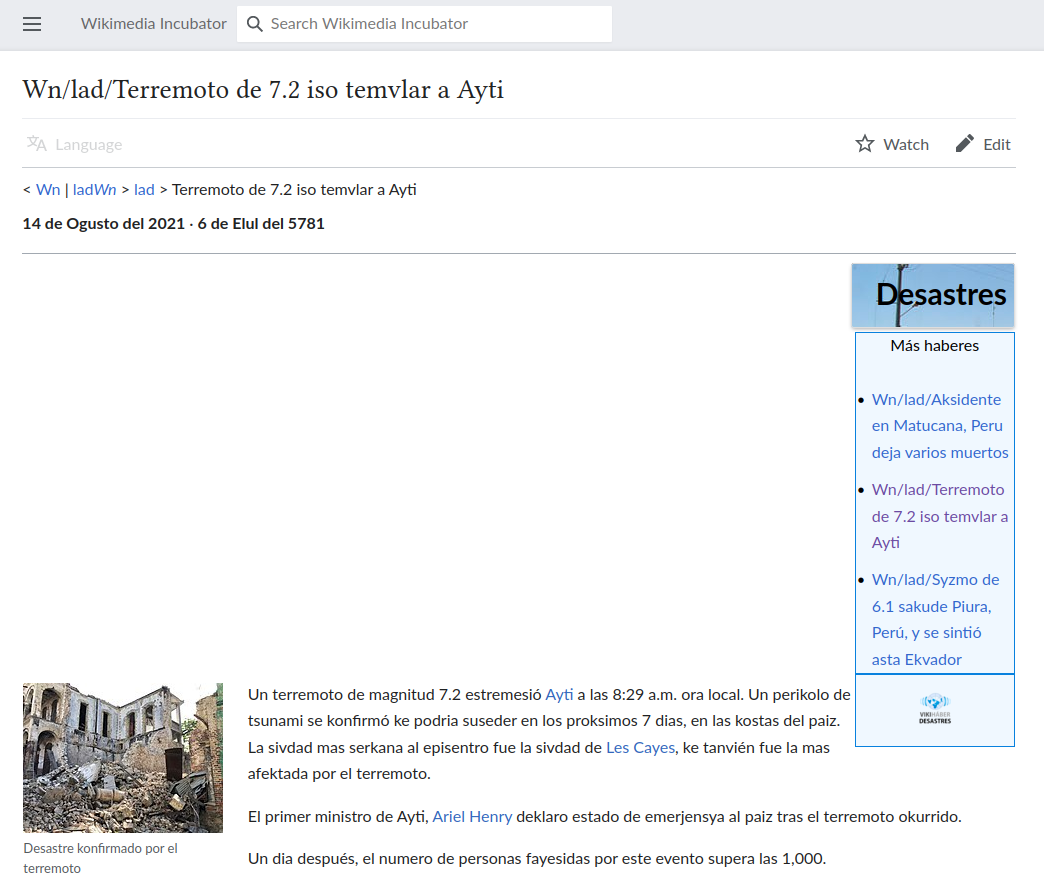 Wikimedia Incubator
Search Wikimedia Incubator
Wn/lad/Terremoto de 7.2 iso temvlar a Ayti
Language
Watch
Edit
< Wn | ladWn > lad > Terremoto de 7.2 iso temvlar a Ayti
14 de Ogusto del 2021 · 6 de Elul del 5781
Desastres
Más haberes
• Wn/lad/Aksidente
en Matucana, Peru
deja varios muertos
• Wn/lad/Terremoto
de 7.2 iso temvlar a
Ayti
• Wn/lad/Syzmo de
6.1 sakude Piura,
Perú, y se sintió
asta Ekvador
VIKIHABER
DESASTRES
Un terremoto de magnitud 7.2 estremesió Ayti a las 8:29 a.m. ora local. Un perikolo de
tsunami se konfirmó ke podria suseder en los proksimos 7 dias, en las kostas del paiz.
La sivdad mas serkana al episentro fue la sivdad de Les Cayes, ke tanvién fue la mas
afektada por el terremoto.
El primer ministro de Ayti, Ariel Henry deklaro estado de emerjensya al paiz tras el terremoto okurrido.
Un dia después, el numero de personas fayesidas por este evento supera las 1,000.
Desastre konfirmado por el
terremoto